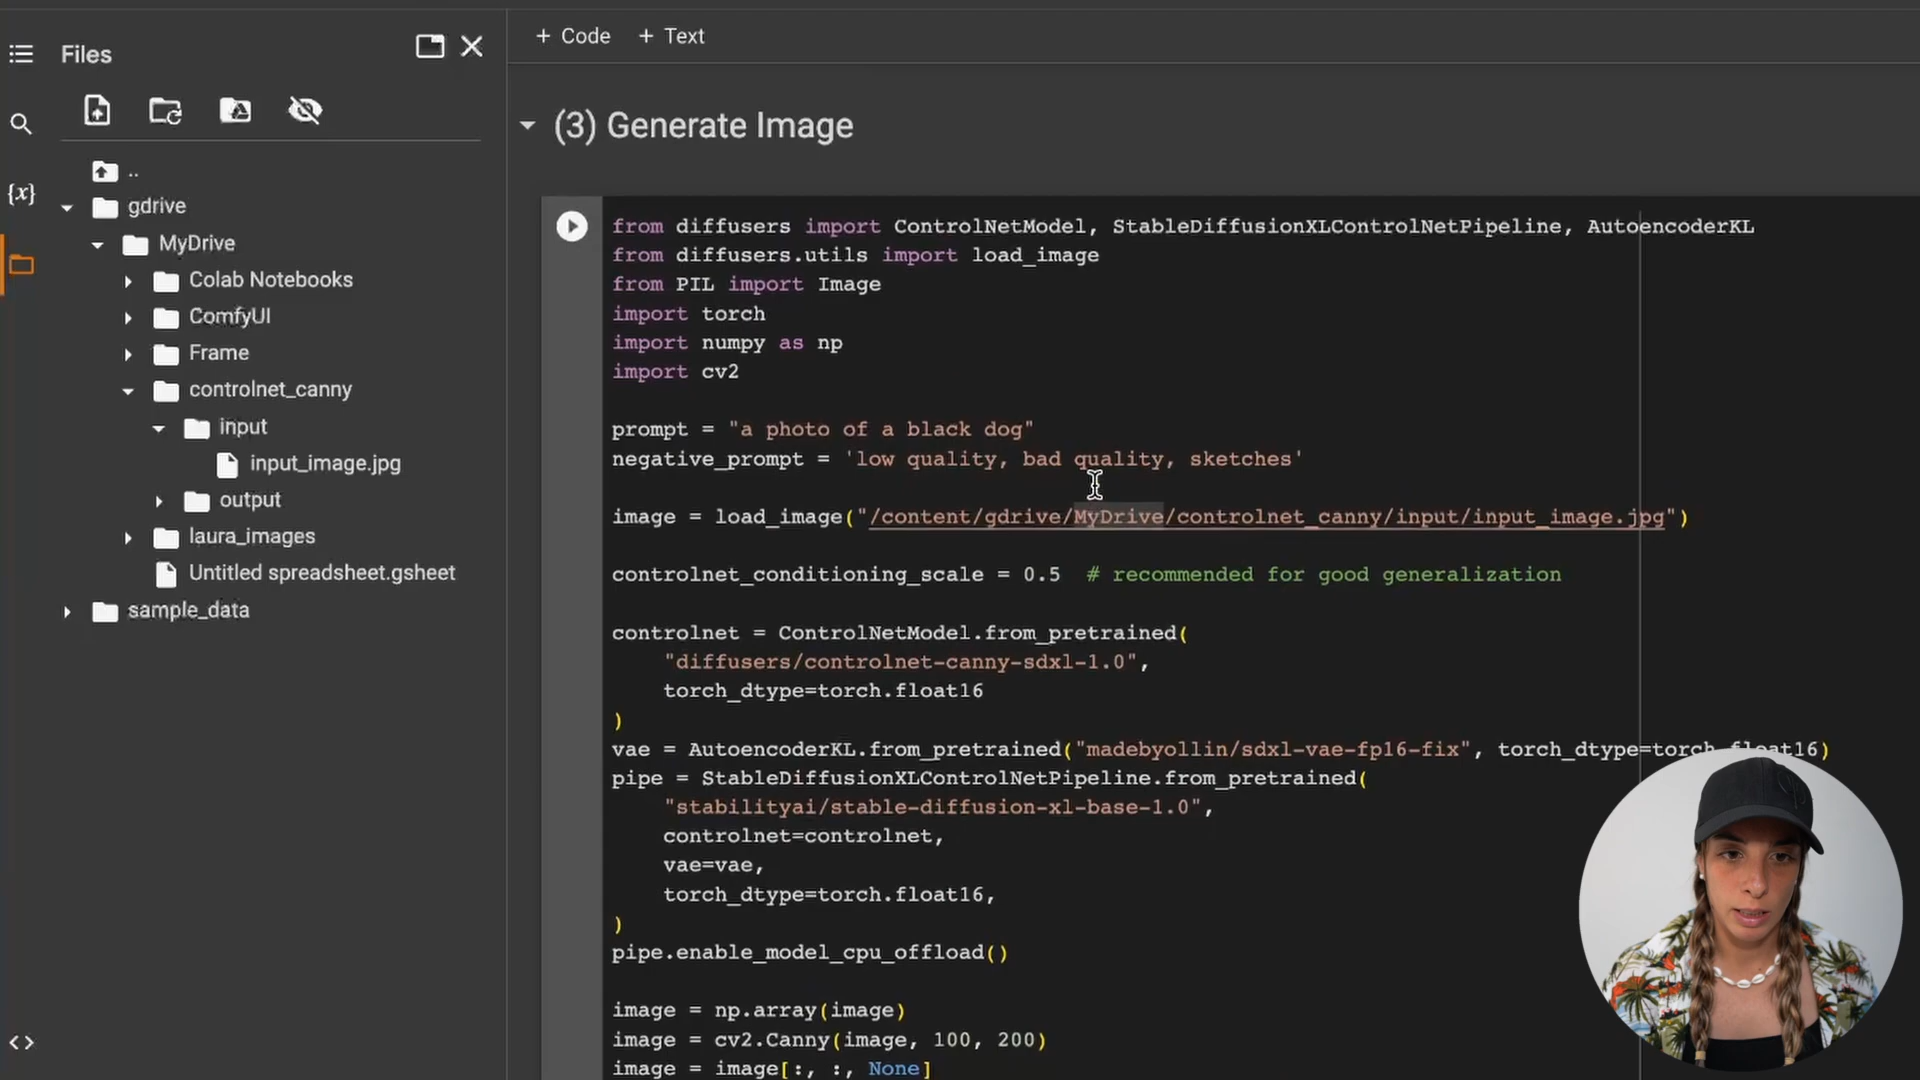 Files
..
gdrive
MyDrive
Colab Notebooks
ComfyUI
Frame
controlnet_canny
input
input_image.jpg
output
laura_images
Untitled spreadsheet.gsheet
sample_data
{x}
<>
+ Code + Text
(3) Generate Image
from diffusers import ControlNetModel, StableDiffusionXLControlNetPipeline, AutoencoderKL
from diffusers.utils import load_image
from PIL import Image
import torch
import numpy as np
import cv2
prompt = "a photo of a black dog"
negative_prompt = 'low quality, bad quality, sketches'
image = load_image("/content/gdrive/MyDrive/controlnet_canny/input/input_image.jpg")
controlnet_conditioning_scale = 0.5  # recommended for good generalization
controlnet = ControlNetModel.from_pretrained(
    "diffusers/controlnet-canny-sdxl-1.0",
    torch_dtype=torch.float16
)
vae = AutoencoderKL.from_pretrained("madebyollin/sdxl-vae-fp16-fix", torch_dtype=torch.float16)
pipe = StableDiffusionXLControlNetPipeline.from_pretrained(
    "stabilityai/stable-diffusion-xl-base-1.0",
    controlnet=controlnet,
    vae=vae,
    torch_dtype=torch.float16,
)
pipe.enable_model_cpu_offload()
image = np.array(image)
image = cv2.Canny(image, 100, 200)
image = image[:, :, None]